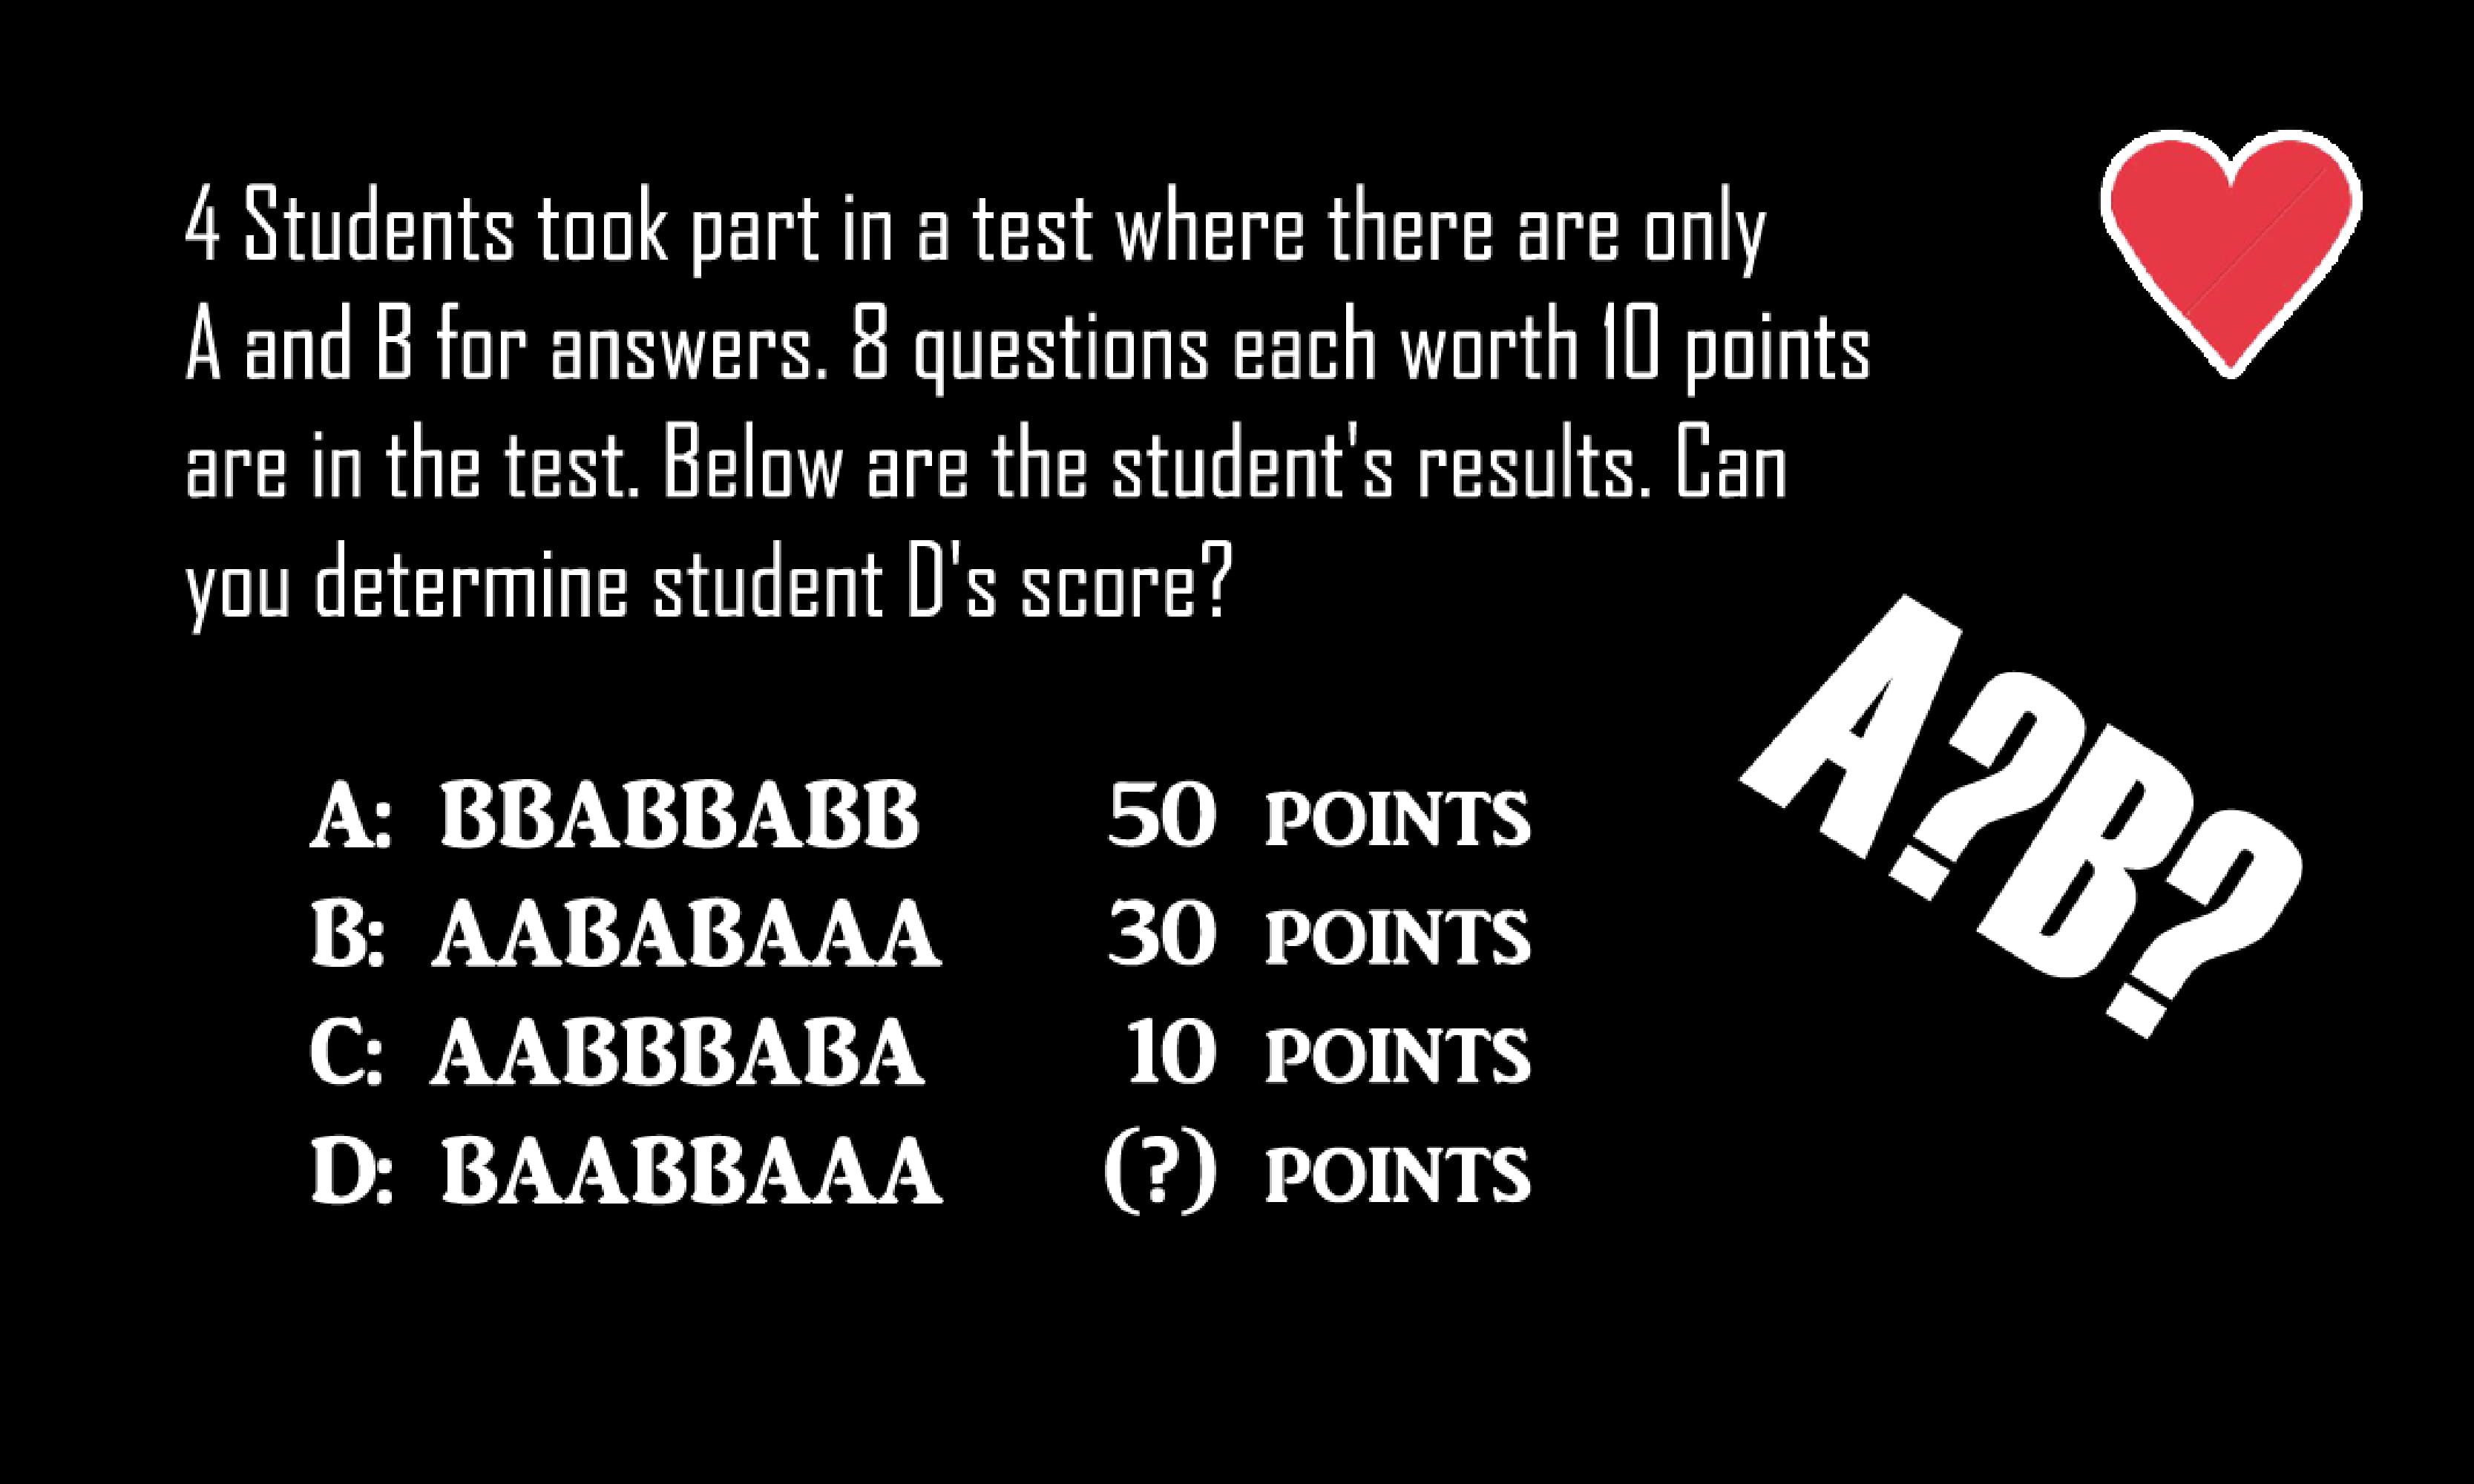 4 Students took part in a test where there are only
A and B for answers. 8 questions each worth 10 points
are in the test. Below are the student's results. Can
you determine student D's score?
A?B?
A: BBABBABB 50 POINTS
B: AABABAAA 30 POINTS
C: AABBBABA 10 POINTS
D: BAABBAAA (?) POINTS